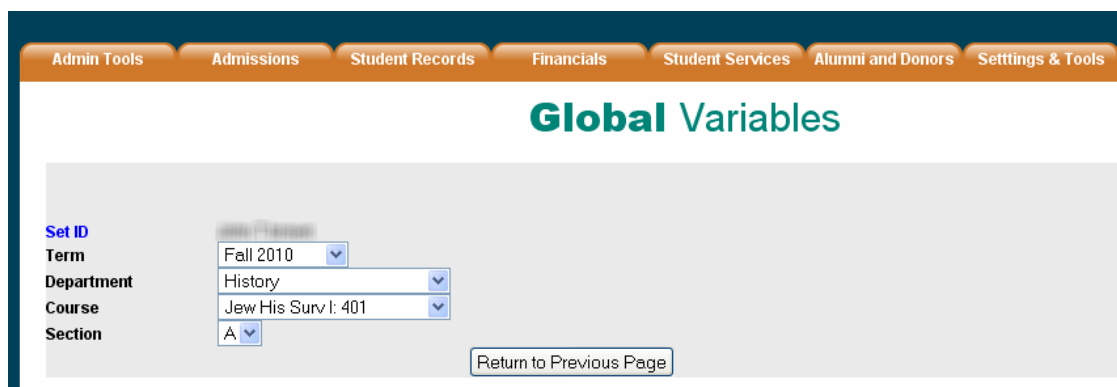 Admin Tools Admissions Student Records Financials Student Services Alumni and Donors Setttings & Tools
Global Variables
Set ID
Term Fall 2010
Department History
Course Jew His Surv I: 401
Section A
Return to Previous Page